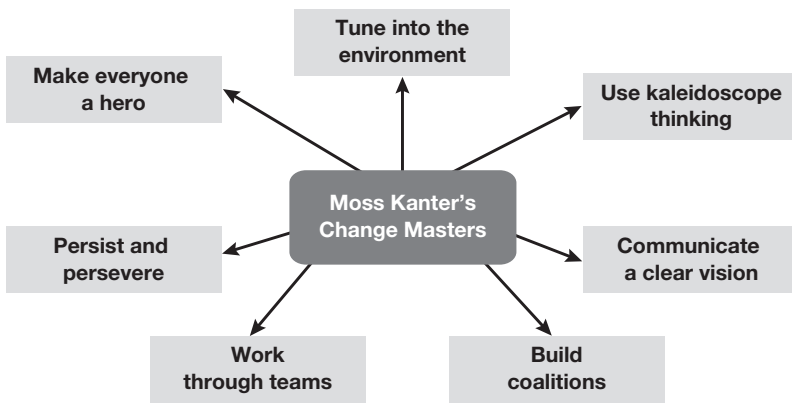 Tune into the
environment
Make everyone
a hero
Use kaleidoscope
thinking
Moss Kanter’s
Change Masters
Persist and
persevere
Communicate
a clear vision
Work
through teams
Build
coalitions